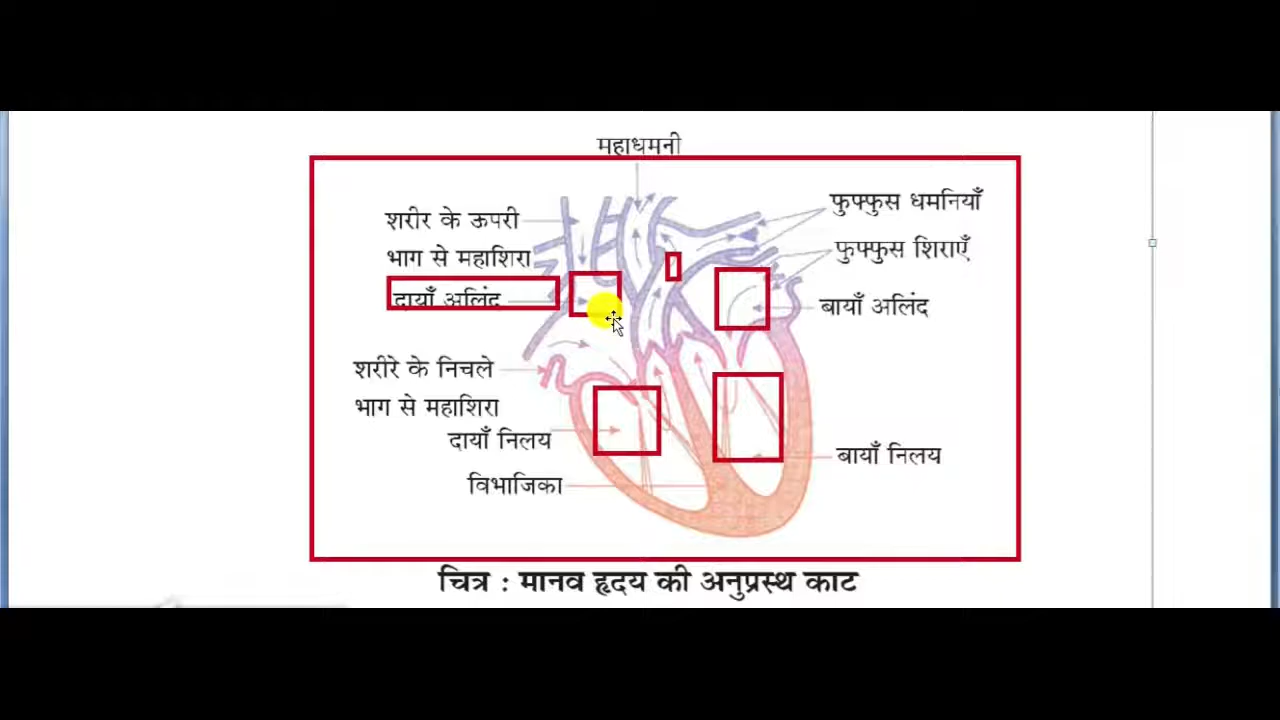 महाधमनी
शरीर के ऊपरी
भाग से महाशिरा
दायाँ अलिंद
शरीरे के निचले
भाग से महाशिरा
दायाँ निलय
विभाजिका
फुफ्फुस धमनियाँ
फुफ्फुस शिराएँ
बायाँ अलिंद
बायाँ निलय
चित्र : मानव हृदय की अनुप्रस्थ काट